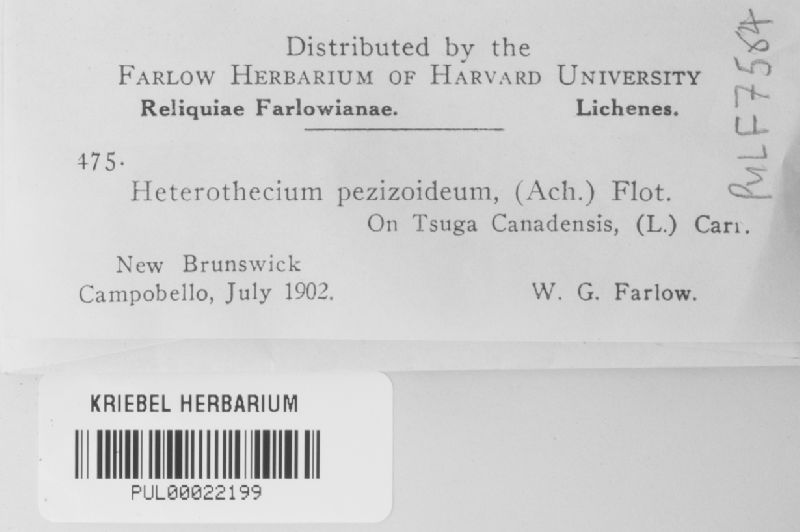 Distributed by the
FARLOW HERBARIUM OF HARVARD UNIVERSITY
Reliquiae Farlowianae. Lichenes.
475.
Heterothecium pezizoideum, (Ach.) Flot.
On Tsuga Canadensis, (L.) Carr.
New Brunswick
Campobello, July 1902. W. G. Farlow.
PULF7584
KRIEBEL HERBARIUM
PUL00022199